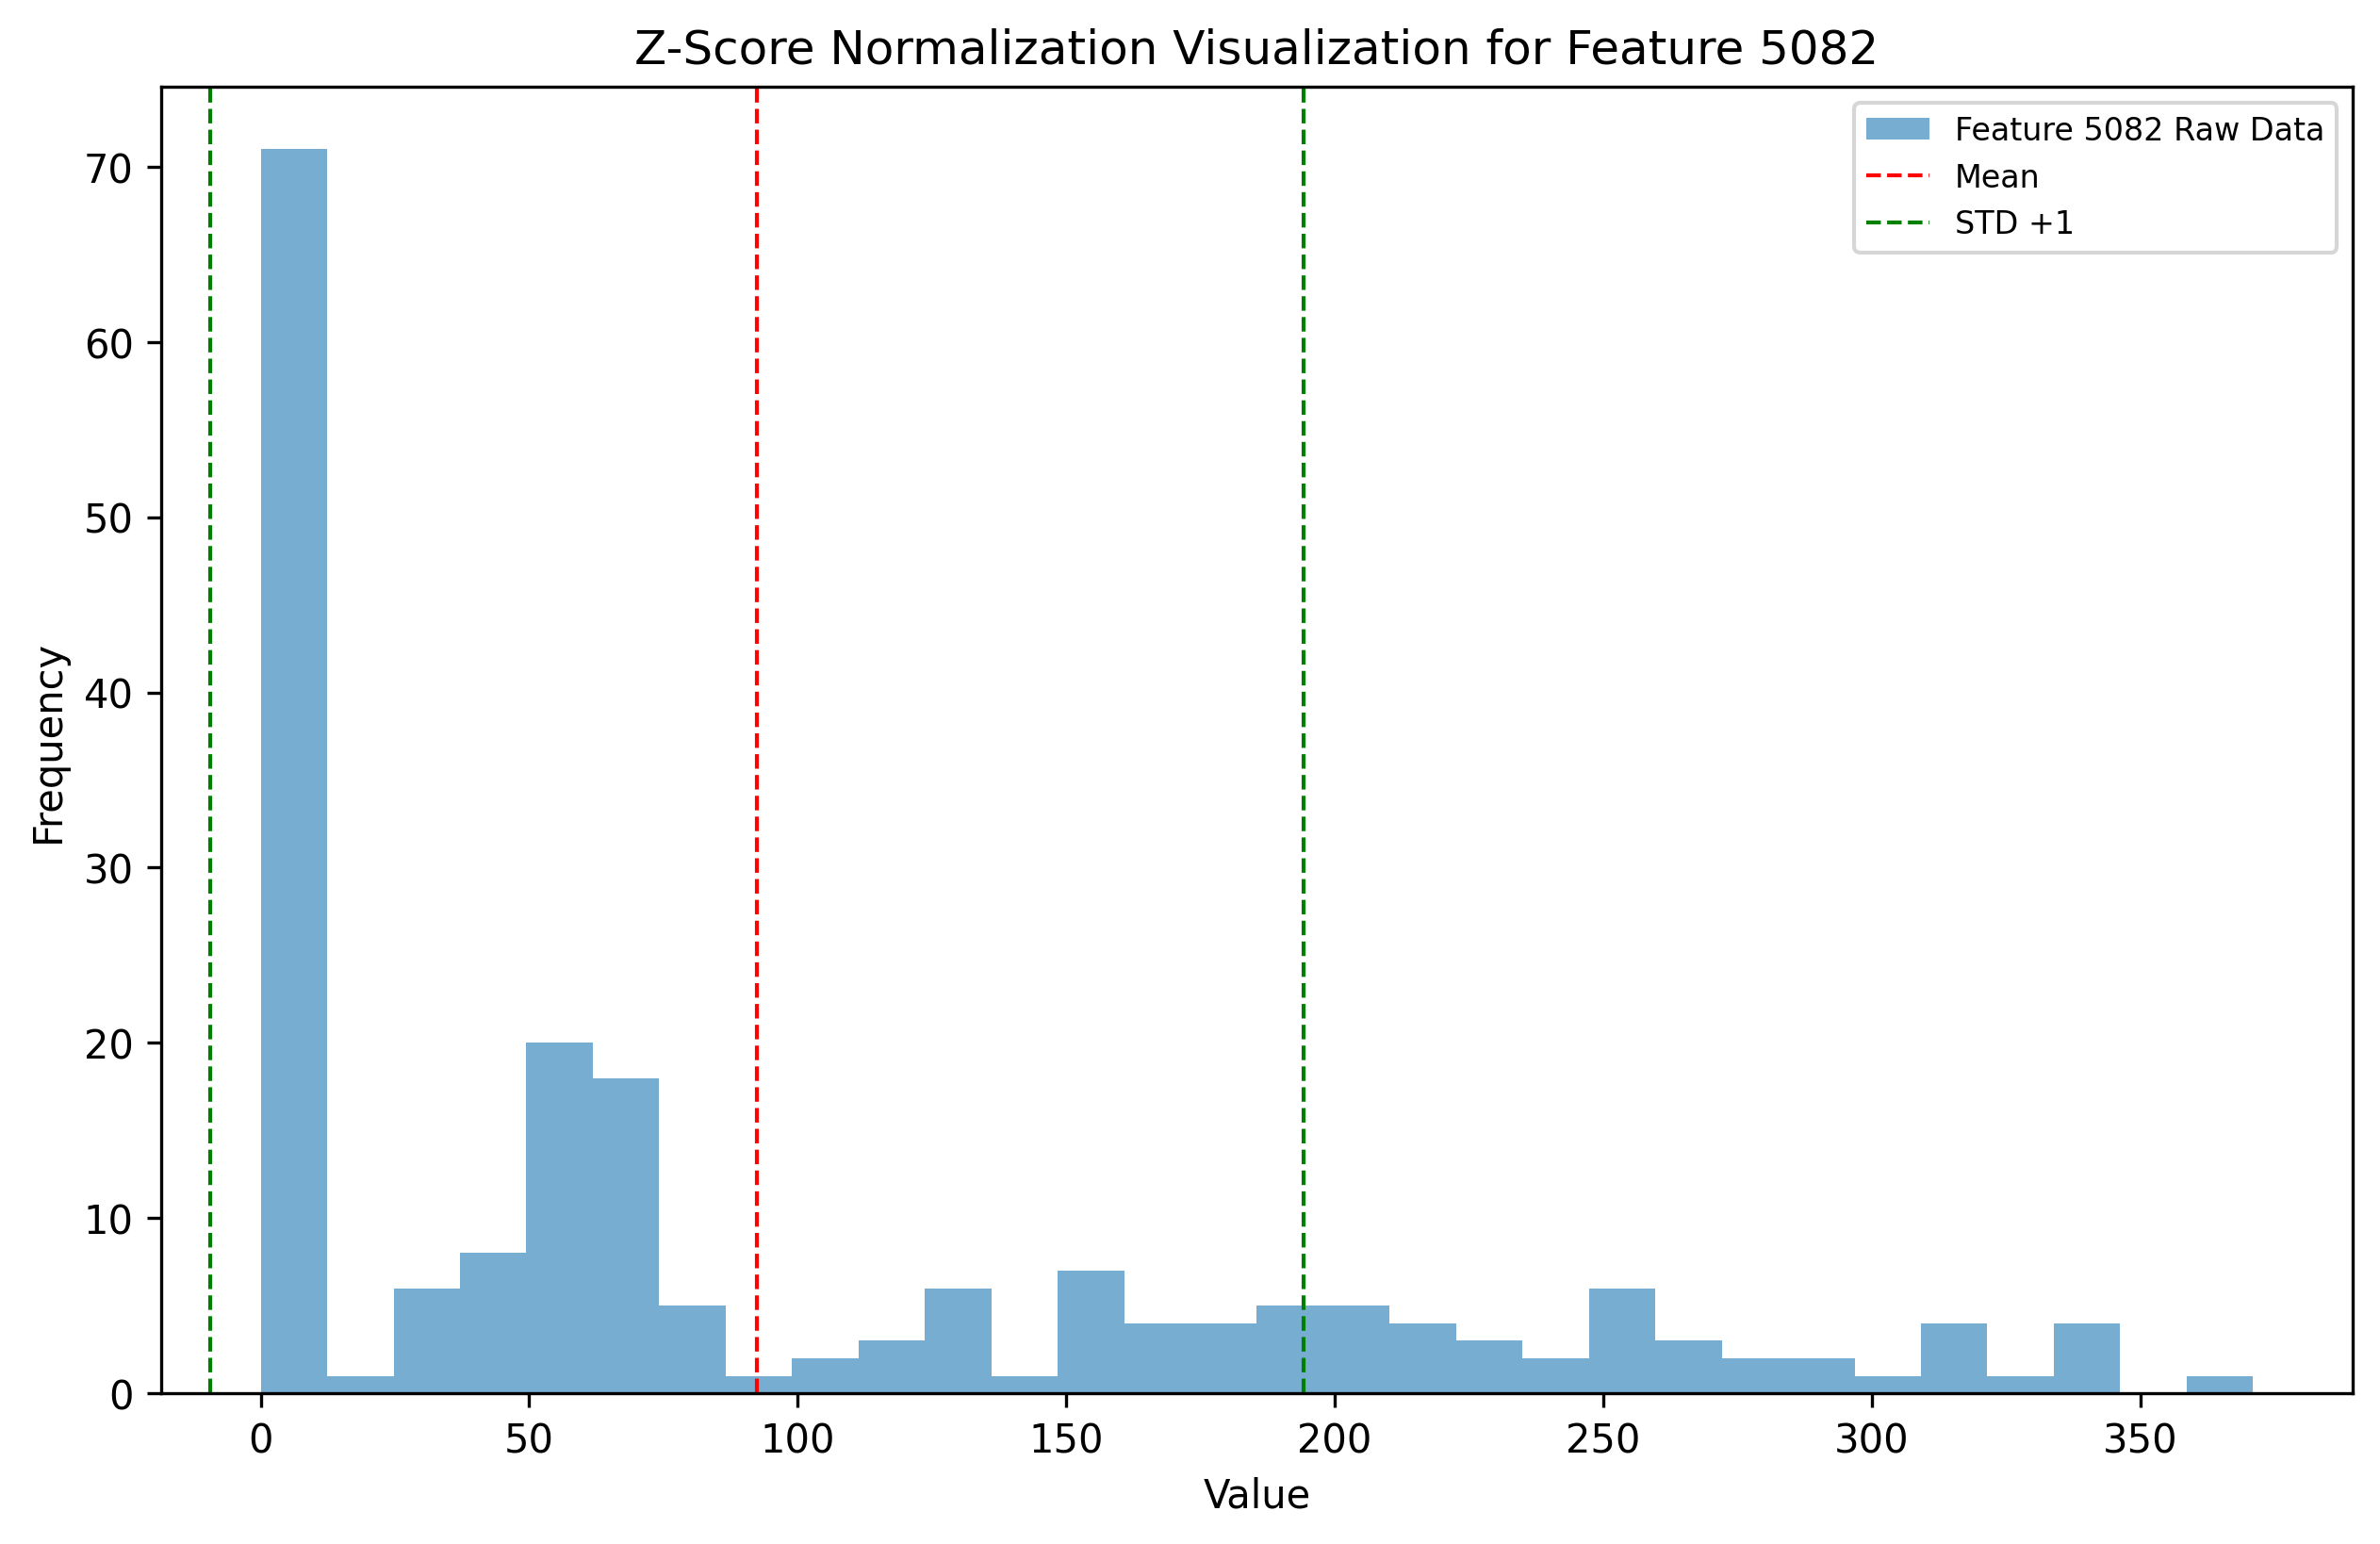 Z-Score Normalization Visualization for Feature 5082
Feature 5082 Raw Data
Mean
STD +1
70
60
50
40
30
20
10
0
Frequency
0 50 100 150 200 250 300 350
Value